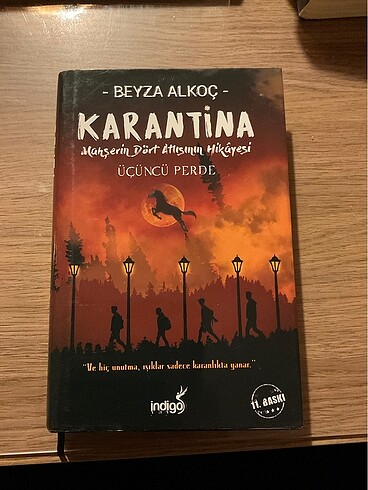 - BEYZA ALKOÇ -
KARANTİNA
Mahşerin Dört Atlısının Hikâyesi
ÜÇÜNCÜ PERDE
"Ve hiç unutma, ışıklar sadece karanlıkta yanar."
indigo
11. BASKI